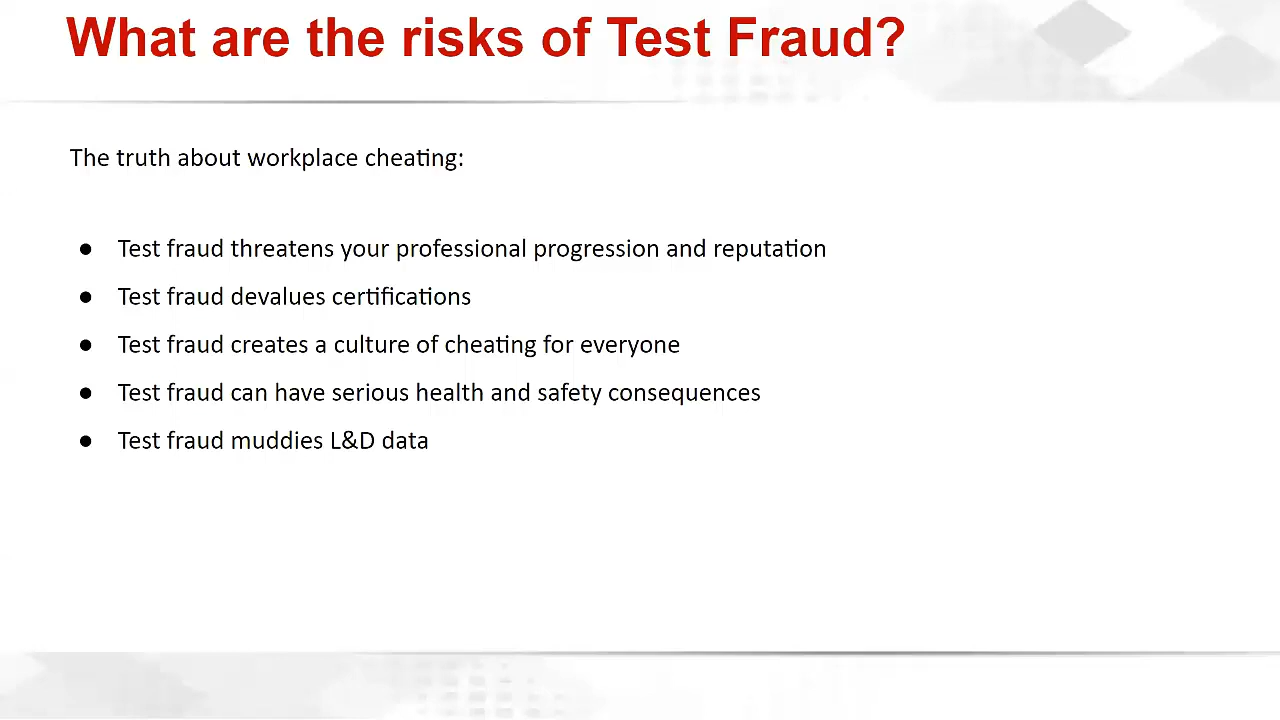 What are the risks of Test Fraud?
The truth about workplace cheating:
● Test fraud threatens your professional progression and reputation
● Test fraud devalues certifications
● Test fraud creates a culture of cheating for everyone
● Test fraud can have serious health and safety consequences
● Test fraud muddies L&D data